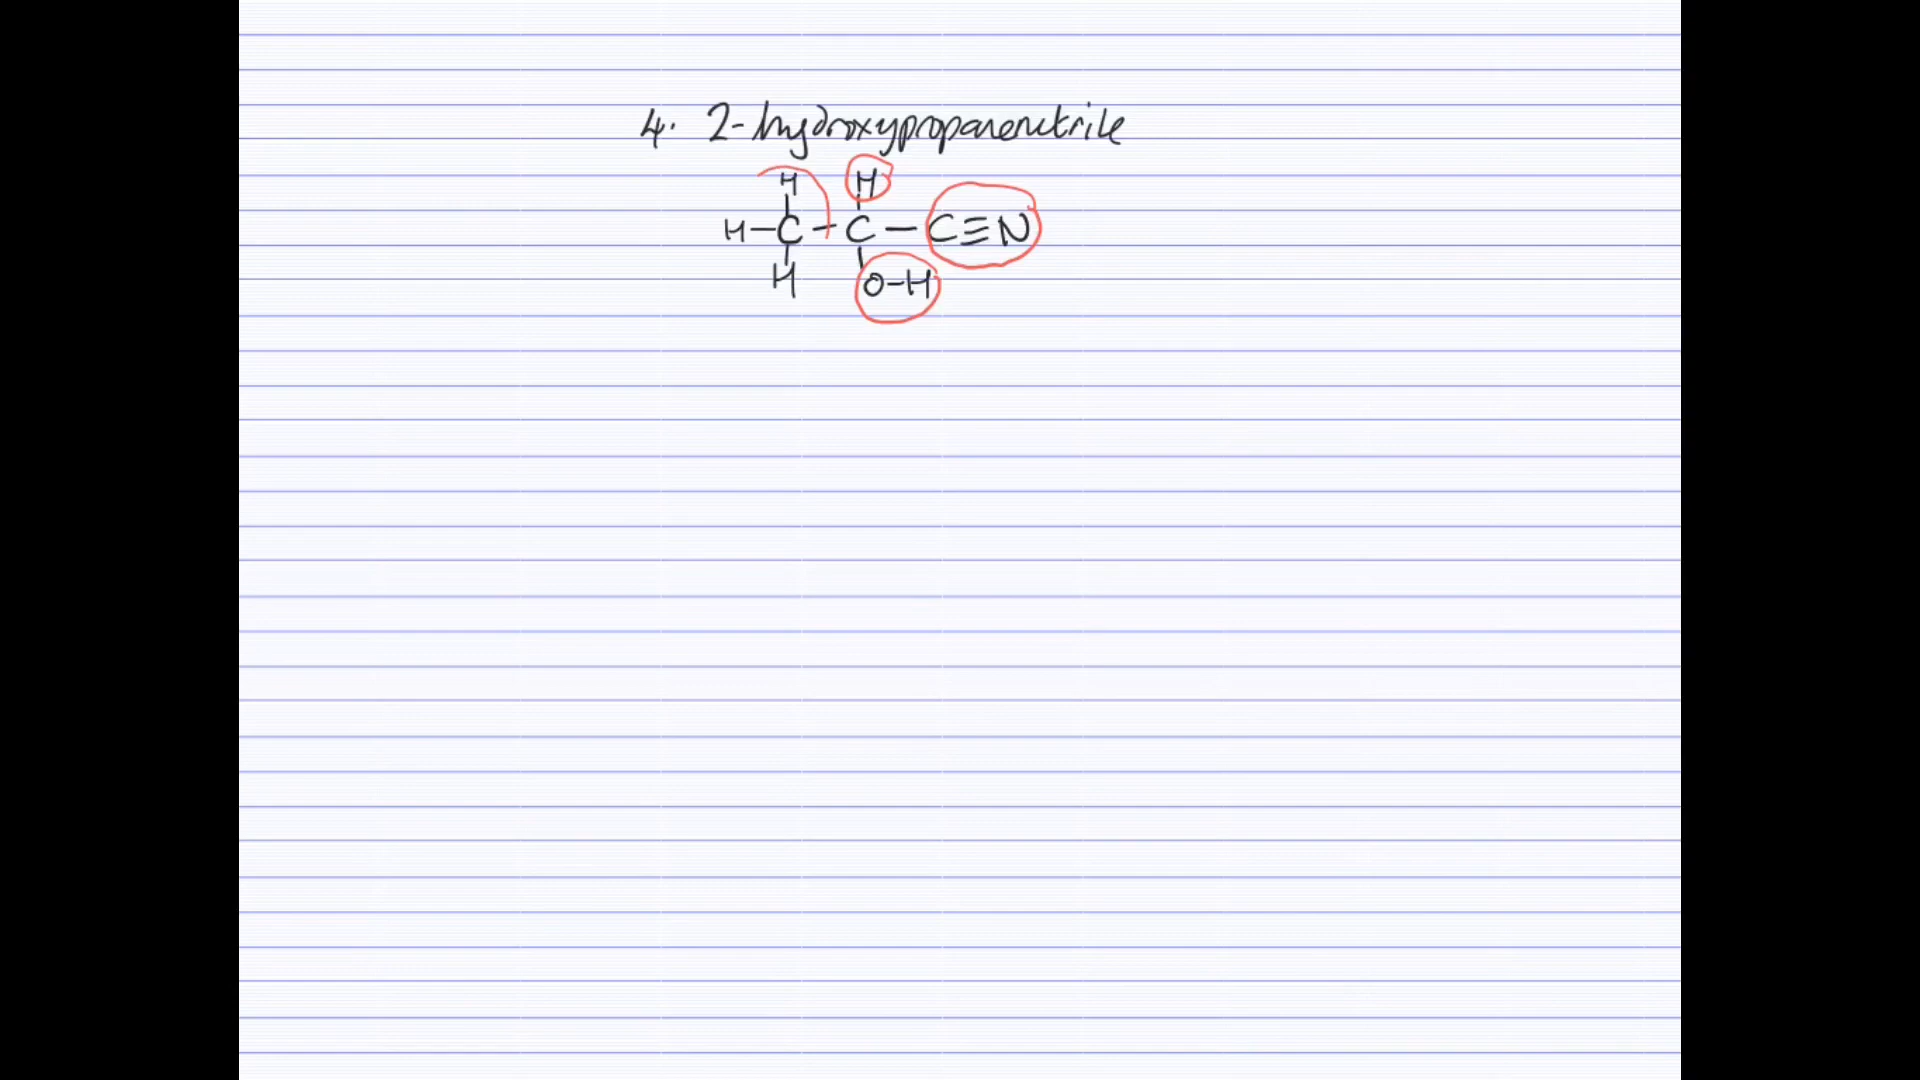 4. 2-hydroxypropanenitrile
H H
H-C-C-C≡N
H O-H